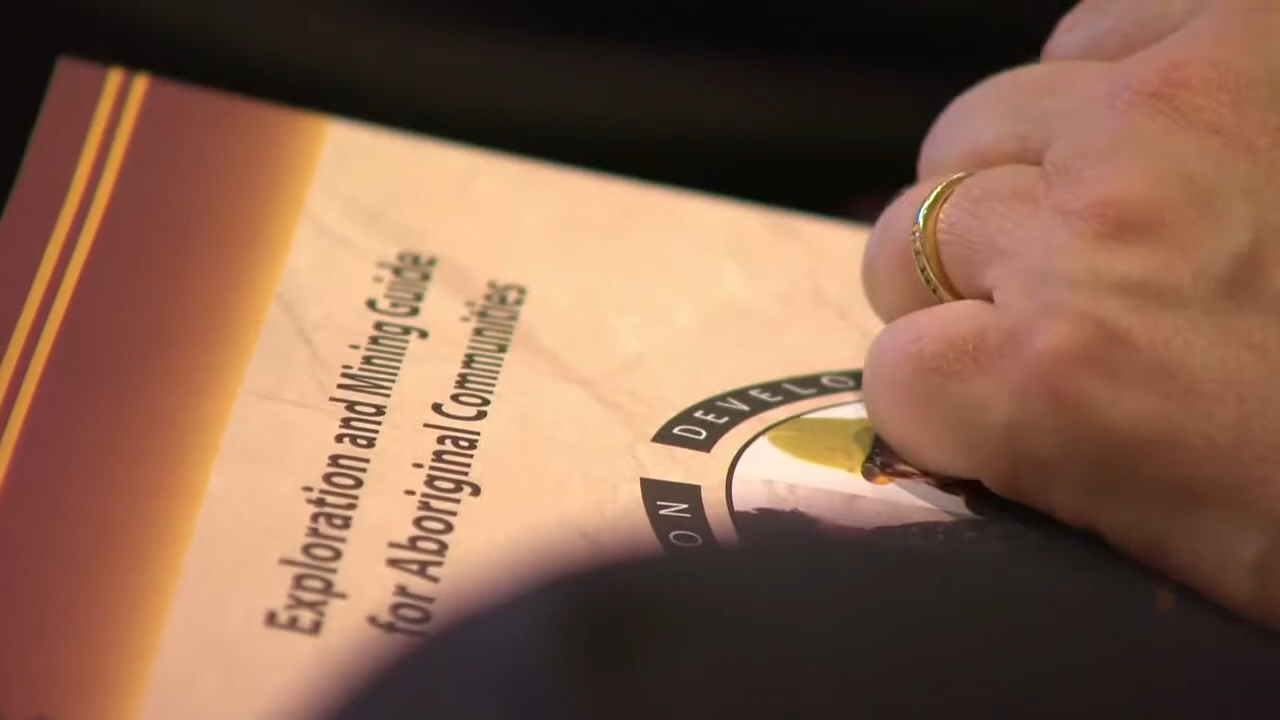 Exploration and Mining Guide
for Aboriginal Communities
DEVELO
ON